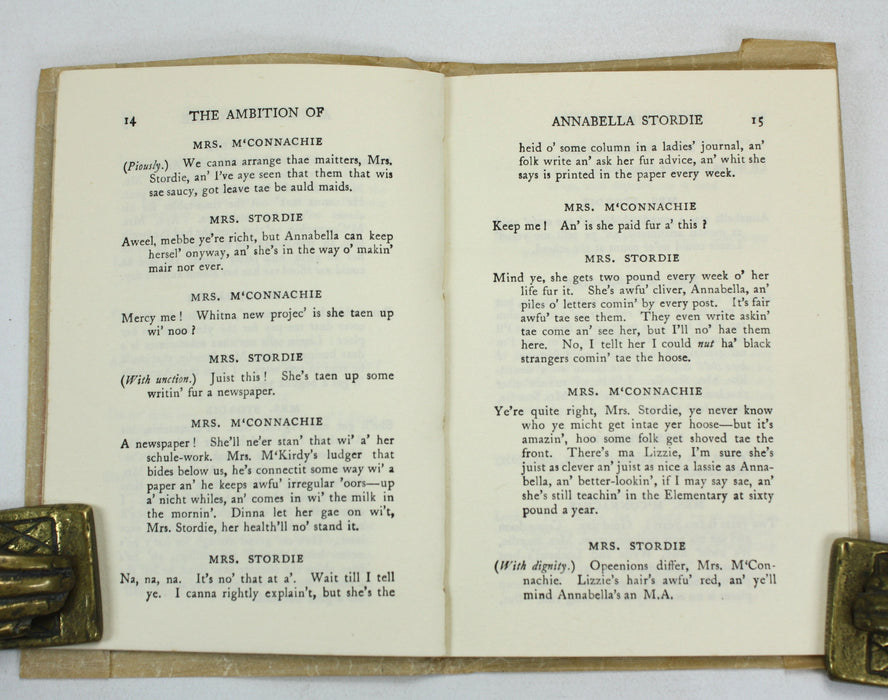 14 THE AMBITION OF
MRS. M‘CONNACHIE
(Piously.) We canna arrange thae maitters, Mrs.
Stordie, an' I've aye seen that them that wis
sae saucy, got leave tae be auld maids.
MRS. STORDIE
Aweel, mebbe ye're richt, but Annabella can keep
hersel' onyway, an' she's in the way o' makin'
mair nor ever.
MRS. M‘CONNACHIE
Mercy me! Whitna new projec' is she taen up
wi' noo?
MRS. STORDIE
(With unction.) Juist this! She's taen up some
writin' fur a newspaper.
MRS. M‘CONNACHIE
A newspaper! She'll ne'er stan' that wi' a' her
schule-work. Mrs. M‘Kirdy's ludger that
bides below us, he's connectit some way wi' a
paper an' he keeps awfu' irregular 'oors—up
a' nicht whiles, an' comes in wi' the milk in
the mornin'. Dinna let her gae on wi't,
Mrs. Stordie, her health'll no' stand it.
MRS. STORDIE
Na, na, na. It's no' that at a'. Wait till I tell
ye. I canna rightly explain't, but she's the
ANNABELLA STORDIE 15
heid o' some column in a ladies' journal, an'
folk write an' ask her fur advice, an' whit she
says is printed in the paper every week.
MRS. M‘CONNACHIE
Keep me! An' is she paid fur a' this?
MRS. STORDIE
Mind ye, she gets two pound every week o' her
life fur it. She's awfu' cliver, Annabella, an'
piles o' letters comin' by every post. It's fair
awfu' tae see them. They even write askin'
tae come an' see her, but I'll no' hae them
here. No, I tellt her I could nut ha' black
strangers comin' tae the hoose.
MRS. M‘CONNACHIE
Ye're quite right, Mrs. Stordie, ye never know
who ye micht get intae yer hoose—but it's
amazin', hoo some folk get shoved tae the
front. There's ma Lizzie, I'm sure she's
juist as clever an' juist as nice a lassie as Anna-
bella, an' better-lookin', if I may say sae, an'
she's still teachin' in the Elementary at sixty
pound a year.
MRS. STORDIE
(With dignity.) Opeenions differ, Mrs. M‘Con-
nachie. Lizzie's hair's awfu' red, an' ye'll
mind Annabella's an M.A.